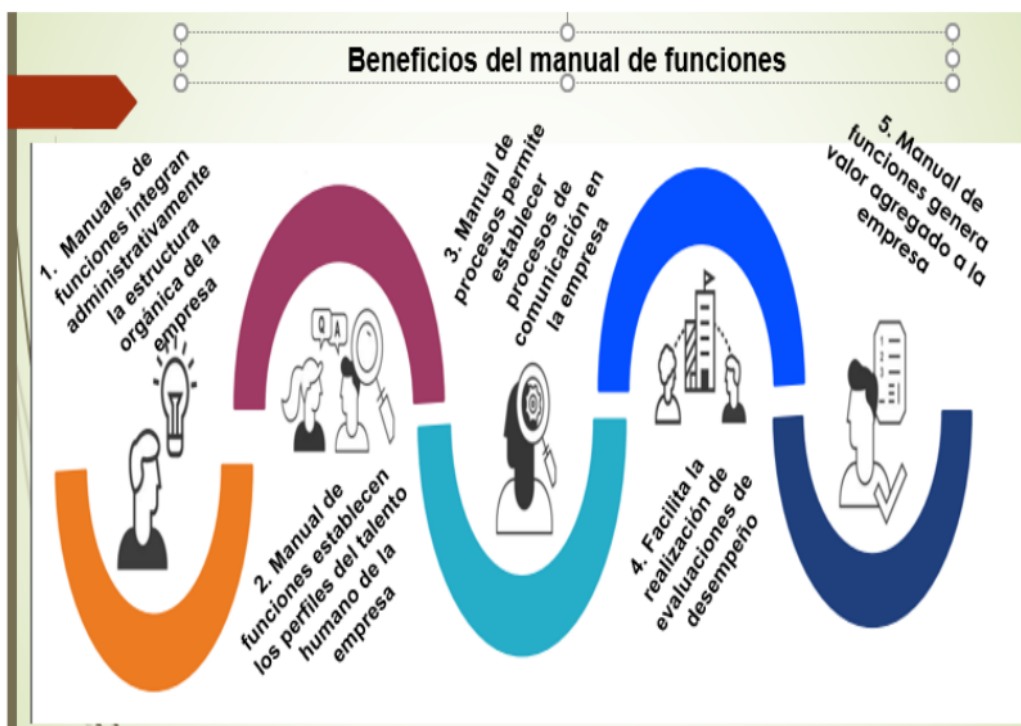 Beneficios del manual de funciones
1. Manuales de
funciones integran
administrativamente
la estructura
orgánica de la
empresa
2. Manual de
funciones establecen
los perfiles del talento
humano de la
empresa
3. Manual de
procesos permite
establecer
procesos de
comunicación en
la empresa
4. Facilita la
realización de
evaluaciones de
desempeño
5. Manual de
funciones genera
valor agregado a la
empresa
Q
A